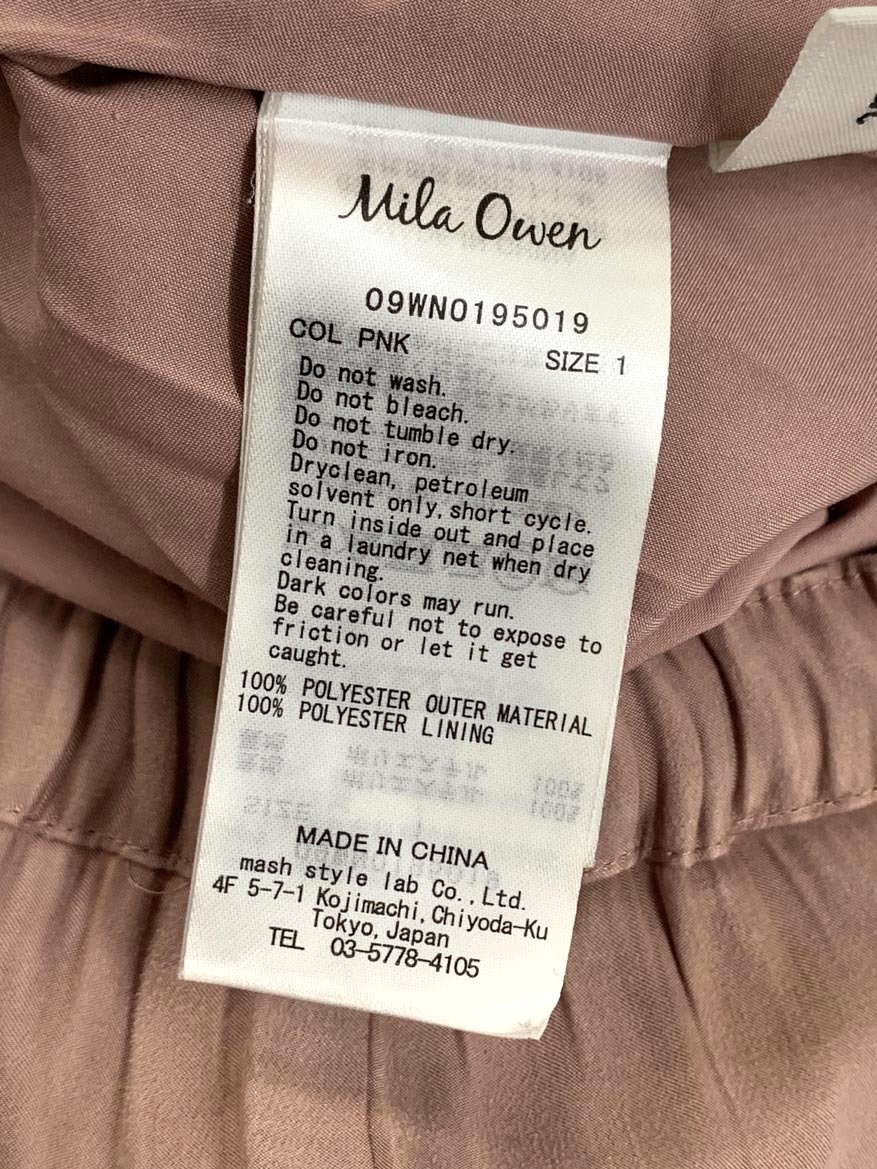 Mila Owen
09WNO195019
COL PNK SIZE 1
Do not wash.
Do not bleach.
Do not tumble dry.
Do not iron.
Dryclean, petroleum
solvent only,short cycle.
Turn inside out and place
in a laundry net when dry
cleaning.
Dark colors may run.
Be careful not to expose to
friction or let it get
caught.
100% POLYESTER OUTER MATERIAL
100% POLYESTER LINING
MADE IN CHINA
mash style lab Co.,Ltd.
4F 5-7-1 Kojimachi,Chiyoda-Ku
Tokyo,Japan
TEL 03-5778-4105